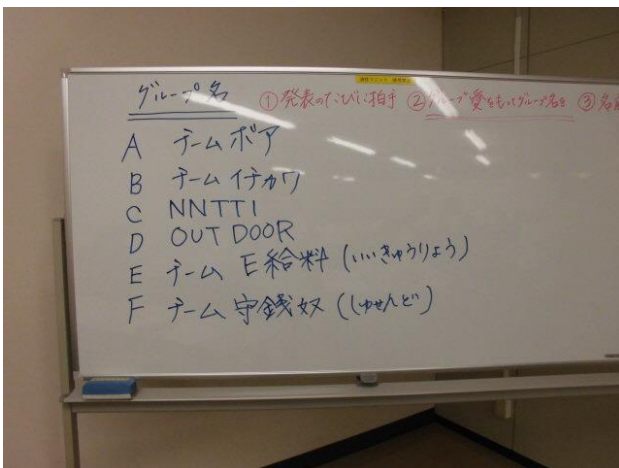 グループ名
①発表のたびに拍手 ②グループ愛をもってグループ名を ③名
A チームボア
B チームイチカワ
C NNTTI
D OUT DOOR
E チーム E給料(いいきゅうりょう)
F チーム 守銭奴(しゅせんど)